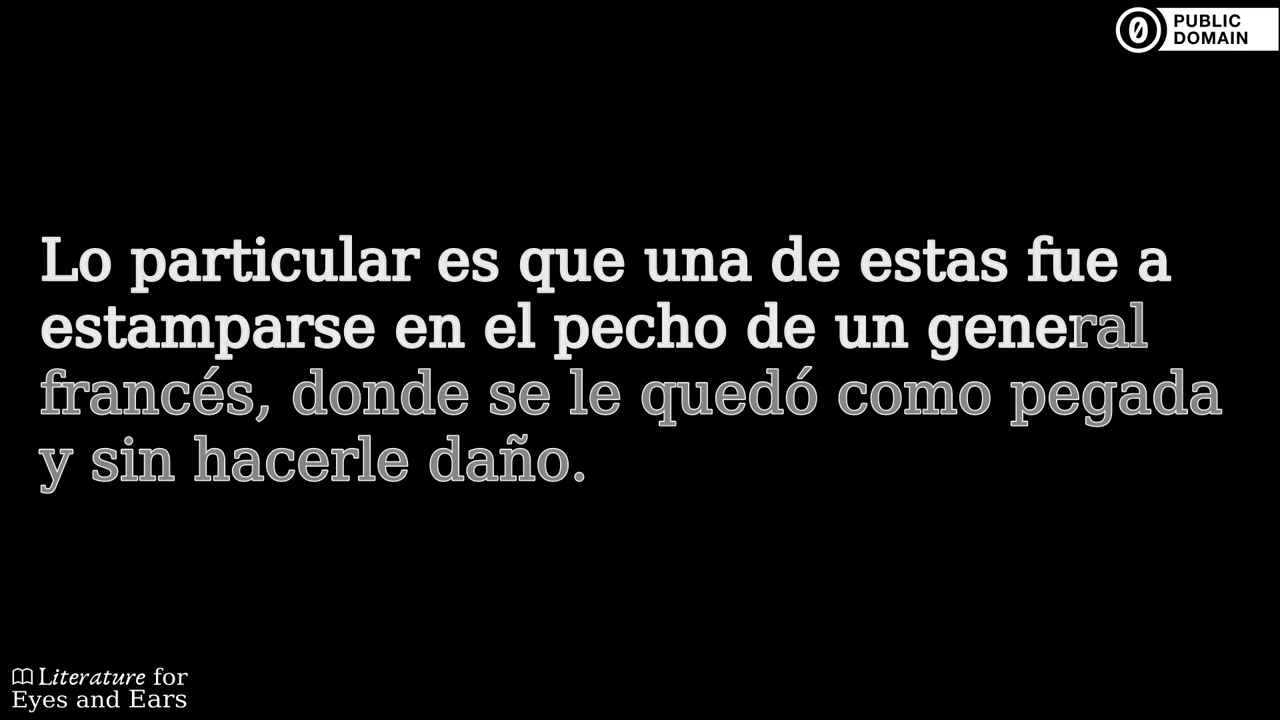 PUBLIC
DOMAIN
Lo particular es que una de estas fue a
estamparse en el pecho de un general
francés, donde se le quedó como pegada
y sin hacerle daño.
Literature for
Eyes and Ears